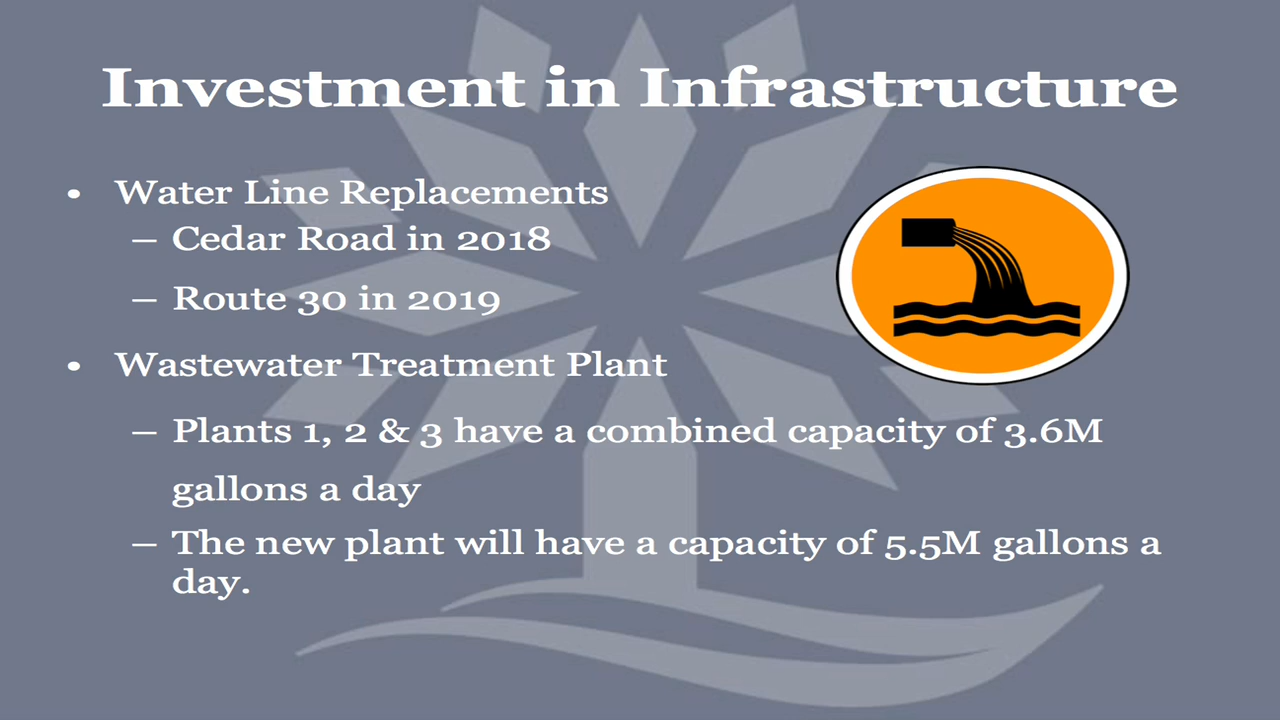 Investment in Infrastructure
• Water Line Replacements
– Cedar Road in 2018
– Route 30 in 2019
• Wastewater Treatment Plant
– Plants 1, 2 & 3 have a combined capacity of 3.6M
gallons a day
– The new plant will have a capacity of 5.5M gallons a
day.